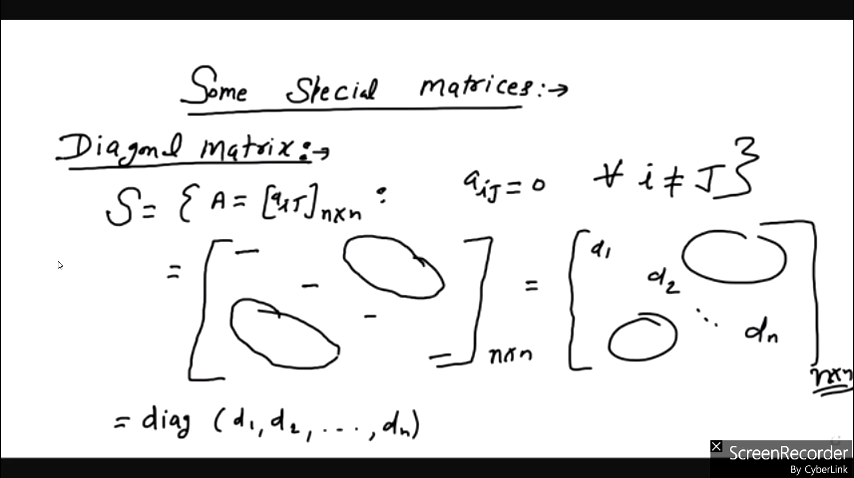 Some Special matrices:→
Diagonal matrix:→
S = { A = [aiJ]n×n : aiJ = 0 ∀ i ≠ J }
= [ – – – – ]n×n = [ d1 d2 ⋱ dn ]n×n
= diag (d1, d2, ..., dn)
ScreenRecorder
By CyberLink